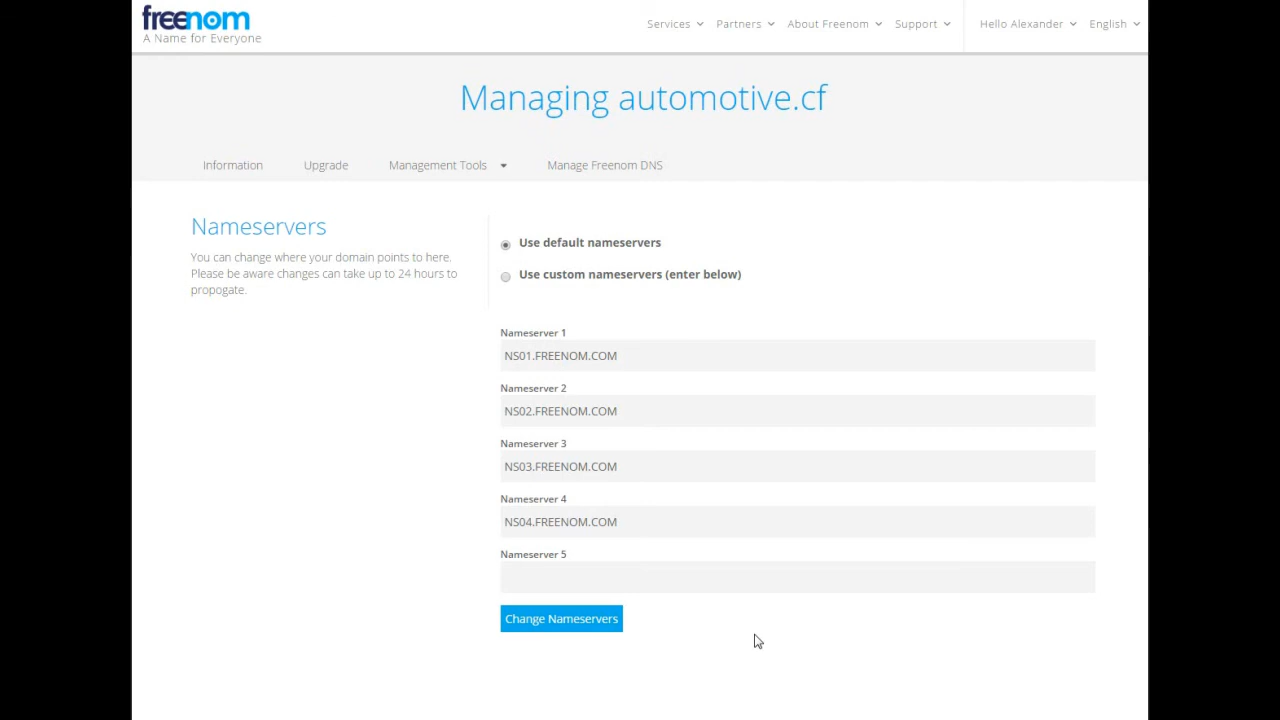 freenom
A Name for Everyone
Services Partners About Freenom Support Hello Alexander English
Managing automotive.cf
Information Upgrade Management Tools Manage Freenom DNS
Nameservers
You can change where your domain points to here.
Please be aware changes can take up to 24 hours to
propogate.
Use default nameservers
Use custom nameservers (enter below)
Nameserver 1
NS01.FREENOM.COM
Nameserver 2
NS02.FREENOM.COM
Nameserver 3
NS03.FREENOM.COM
Nameserver 4
NS04.FREENOM.COM
Nameserver 5
Change Nameservers